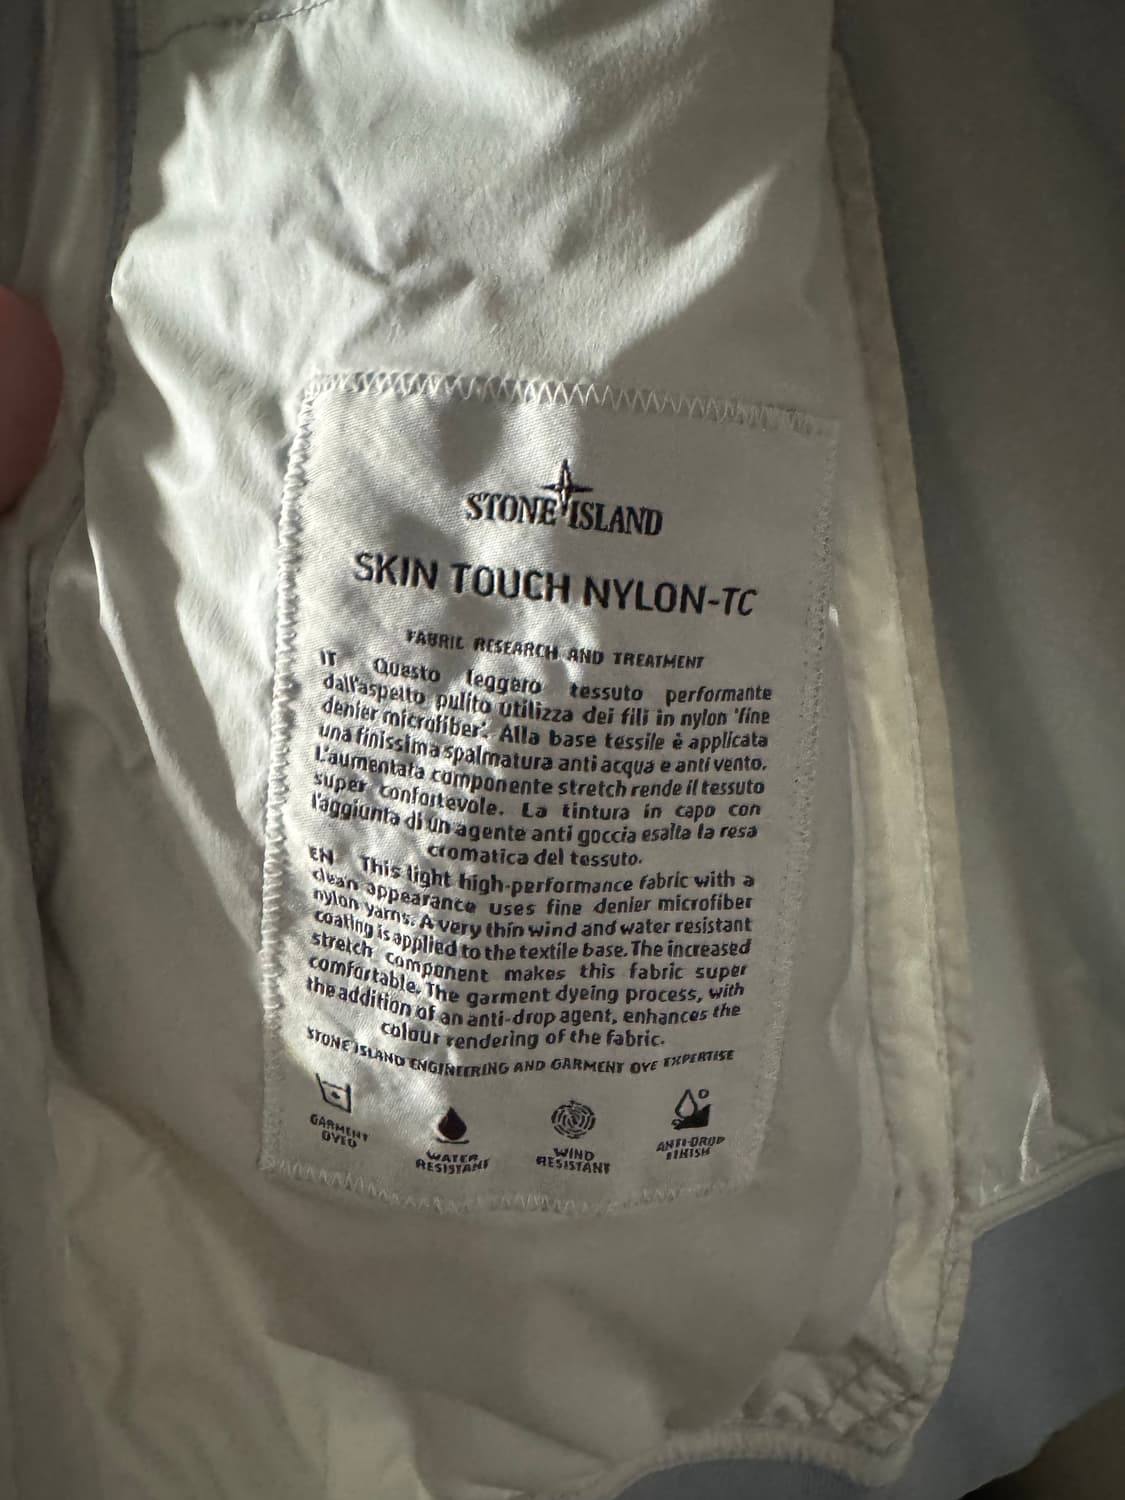 STONE ISLAND
SKIN TOUCH NYLON-TC
FABRIC RESEARCH AND TREATMENT
IT Questo leggero tessuto performante
dall'aspetto pulito utilizza dei fili in nylon 'fine
denier microfiber'. Alla base tessile è applicata
una finissima spalmatura anti acqua e anti vento.
L'aumentata componente stretch rende il tessuto
super confortevole. La tintura in capo con
l'aggiunta di un agente anti goccia esalta la resa
cromatica del tessuto.
EN This light high-performance fabric with a
clean appearance uses fine denier microfiber
nylon yarns. A very thin wind and water resistant
coating is applied to the textile base. The increased
stretch component makes this fabric super
comfortable. The garment dyeing process, with
the addition of an anti-drop agent, enhances the
colour rendering of the fabric.
STONE ISLAND ENGINEERING AND GARMENT DYE EXPERTISE
GARMENT
DYED
WATER
RESISTANT
WIND
RESISTANT
ANTI-DROP
FINISH